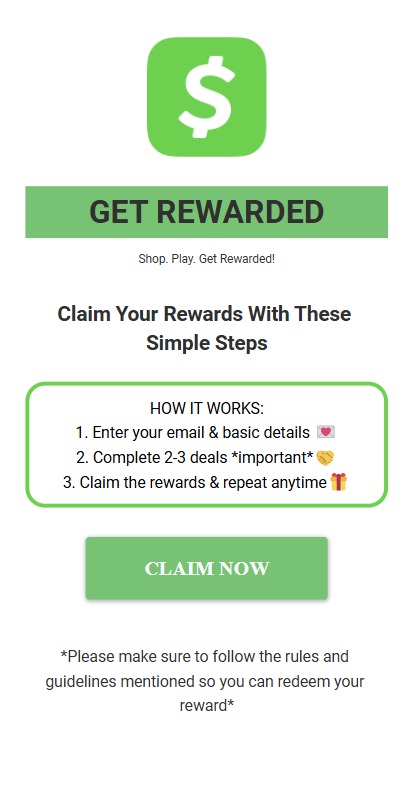 $
GET REWARDED
Shop. Play. Get Rewarded!
Claim Your Rewards With These
Simple Steps
HOW IT WORKS:
1. Enter your email & basic details 💌
2. Complete 2-3 deals *important*🤝
3. Claim the rewards & repeat anytime🎁
CLAIM NOW
*Please make sure to follow the rules and
guidelines mentioned so you can redeem your
reward*